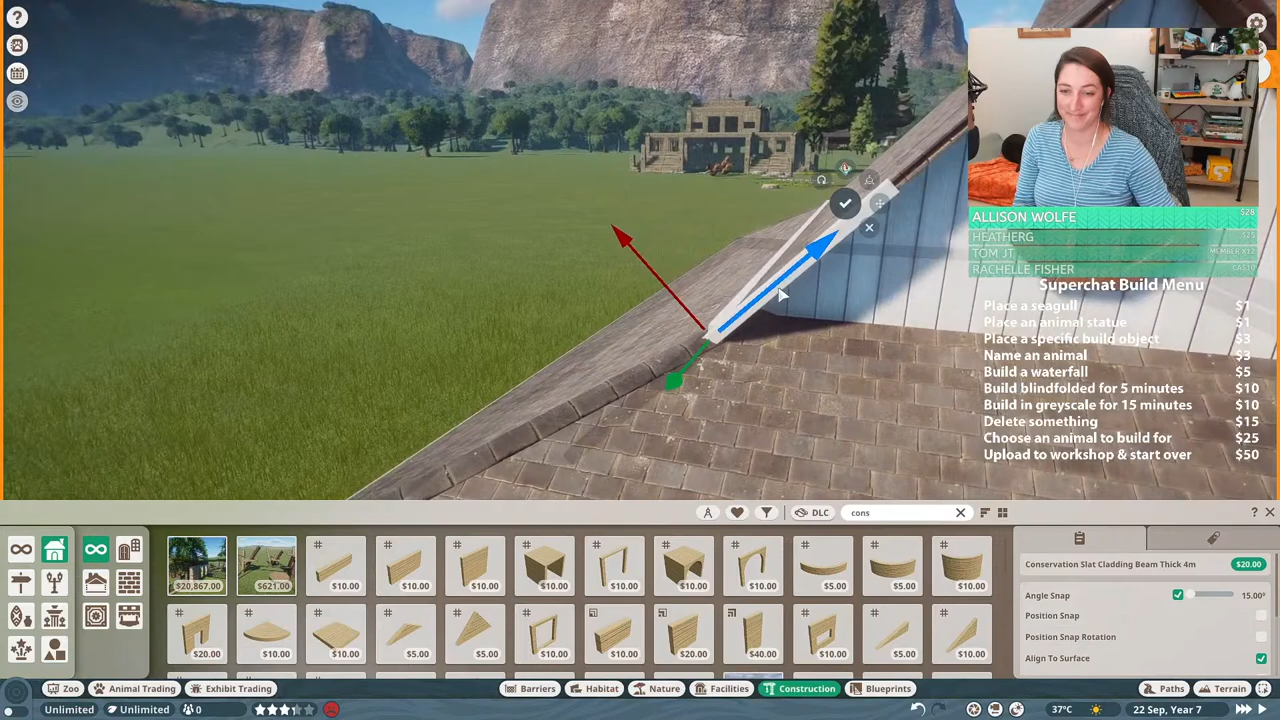 ALLISON WOLFE $28
HEATHERG $25
TOM JT MEMBER X12
RACHELLE FISHER CA$10
Superchat Build Menu
Place a seagull $1
Place an animal statue $1
Place a specific build object $3
Name an animal $3
Build a waterfall $5
Build blindfolded for 5 minutes $10
Build in greyscale for 15 minutes $10
Delete something $15
Choose an animal to build for $25
Upload to workshop & start over $50
DLC cons
$20,867.00 $621.00 $10.00 $10.00 $10.00 $10.00 $10.00 $10.00 $10.00 $5.00 $5.00 $10.00
$20.00 $10.00 $10.00 $5.00 $5.00 $10.00 $10.00 $20.00 $40.00 $10.00 $5.00 $10.00
Conservation Slat Cladding Beam Thick 4m $20.00
Angle Snap 15.00°
Position Snap
Position Snap Rotation
Align To Surface
Zoo Animal Trading Exhibit Trading Barriers Habitat Nature Facilities Construction Blueprints Paths Terrain
Unlimited Unlimited 0 37°C 22 Sep, Year 7